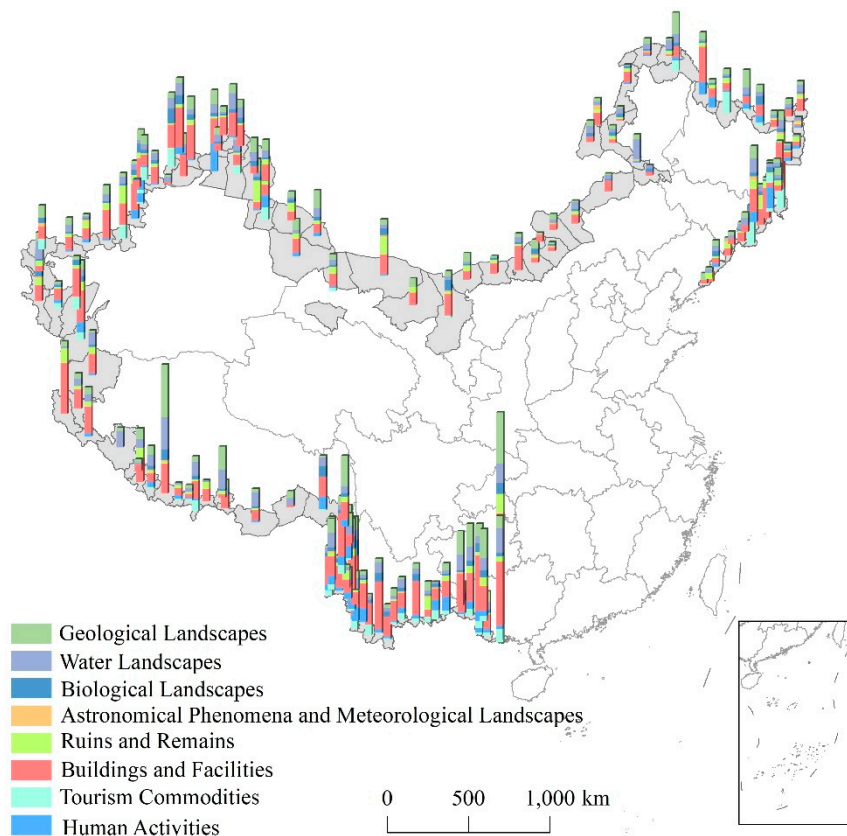 Geological Landscapes
Water Landscapes
Biological Landscapes
Astronomical Phenomena and Meteorological Landscapes
Ruins and Remains
Buildings and Facilities
Tourism Commodities
Human Activities
0 500 1,000 km